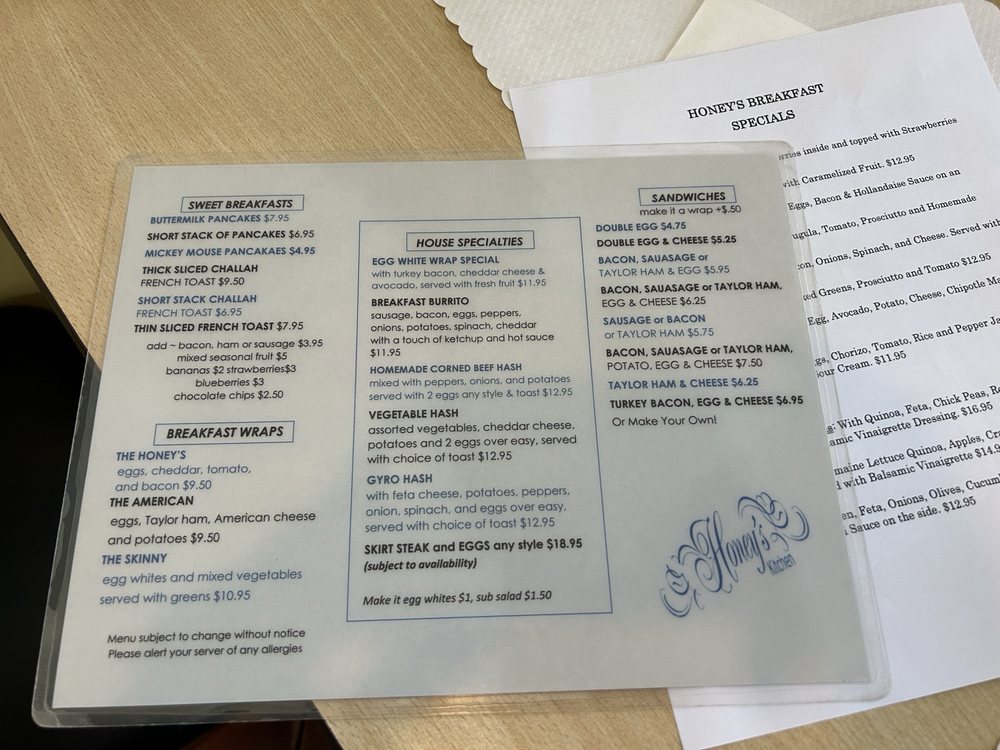 SWEET BREAKFASTS
BUTTERMILK PANCAKES $7.95
SHORT STACK OF PANCAKES $6.95
MICKEY MOUSE PANCAKAES $4.95
THICK SLICED CHALLAH
FRENCH TOAST $9.50
SHORT STACK CHALLAH
FRENCH TOAST $6.95
THIN SLICED FRENCH TOAST $7.95
add ~ bacon, ham or sausage $3.95
mixed seasonal fruit $5
bananas $2 strawberries$3
blueberries $3
chocolate chips $2.50
BREAKFAST WRAPS
THE HONEY'S
eggs, cheddar, tomato,
and bacon $9.50
THE AMERICAN
eggs, Taylor ham, American cheese
and potatoes $9.50
THE SKINNY
egg whites and mixed vegetables
served with greens $10.95
Menu subject to change without notice
Please alert your server of any allergies
HOUSE SPECIALTIES
EGG WHITE WRAP SPECIAL
with turkey bacon, cheddar cheese &
avocado, served with fresh fruit $11.95
BREAKFAST BURRITO
sausage, bacon, eggs, peppers,
onions, potatoes, spinach, cheddar
with a touch of ketchup and hot sauce
$11.95
HOMEMADE CORNED BEEF HASH
mixed with peppers, onions, and potatoes
served with 2 eggs any style & toast $12.95
VEGETABLE HASH
assorted vegetables, cheddar cheese,
potatoes and 2 eggs over easy, served
with choice of toast $12.95
GYRO HASH
with feta cheese, potatoes, peppers,
onion, spinach, and eggs over easy,
served with choice of toast $12.95
SKIRT STEAK and EGGS any style $18.95
(subject to availability)
Make it egg whites $1, sub salad $1.50
SANDWICHES
make it a wrap +$.50
DOUBLE EGG $4.75
DOUBLE EGG & CHEESE $5.25
BACON, SAUASAGE or
TAYLOR HAM & EGG $5.95
BACON, SAUASAGE or TAYLOR HAM,
EGG & CHEESE $6.25
SAUSAGE or BACON
or TAYLOR HAM $5.75
BACON, SAUASAGE or TAYLOR HAM,
POTATO, EGG & CHEESE $7.50
TAYLOR HAM & CHEESE $6.25
TURKEY BACON, EGG & CHEESE $6.95
Or Make Your Own!
Honey's
Kitchen
HONEY'S BREAKFAST
SPECIALS
inside and topped with Strawberries
with Caramelized Fruit. $12.95
Eggs, Bacon & Hollandaise Sauce on an
Tomato, Prosciutto and Homemade
Onions, Spinach, and Cheese. Served with
Greens, Prosciutto and Tomato $12.95
Egg, Avocado, Potato, Cheese, Chipotle
Chorizo, Tomato, Rice and Pepper
Cream. $11.95
With Quinoa, Feta, Chick Peas,
Vinaigrette Dressing. $16.95
Lettuce Quinoa, Apples,
with Balsamic Vinaigrette
Feta, Onions, Olives,
Sauce on the side. $12.95